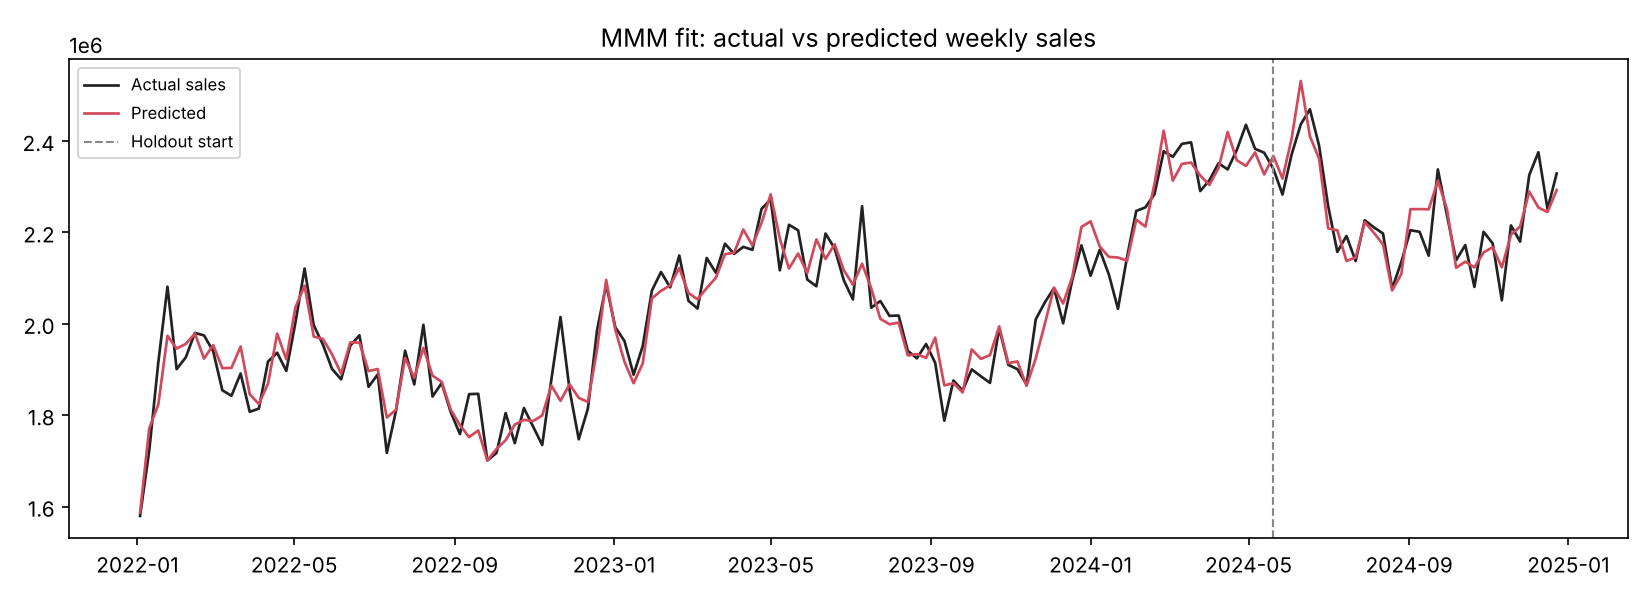 MMM fit: actual vs predicted weekly sales
1e6
Actual sales
Predicted
Holdout start
2.4
2.2
2.0
1.8
1.6
2022-01 2022-05 2022-09 2023-01 2023-05 2023-09 2024-01 2024-05 2024-09 2025-01